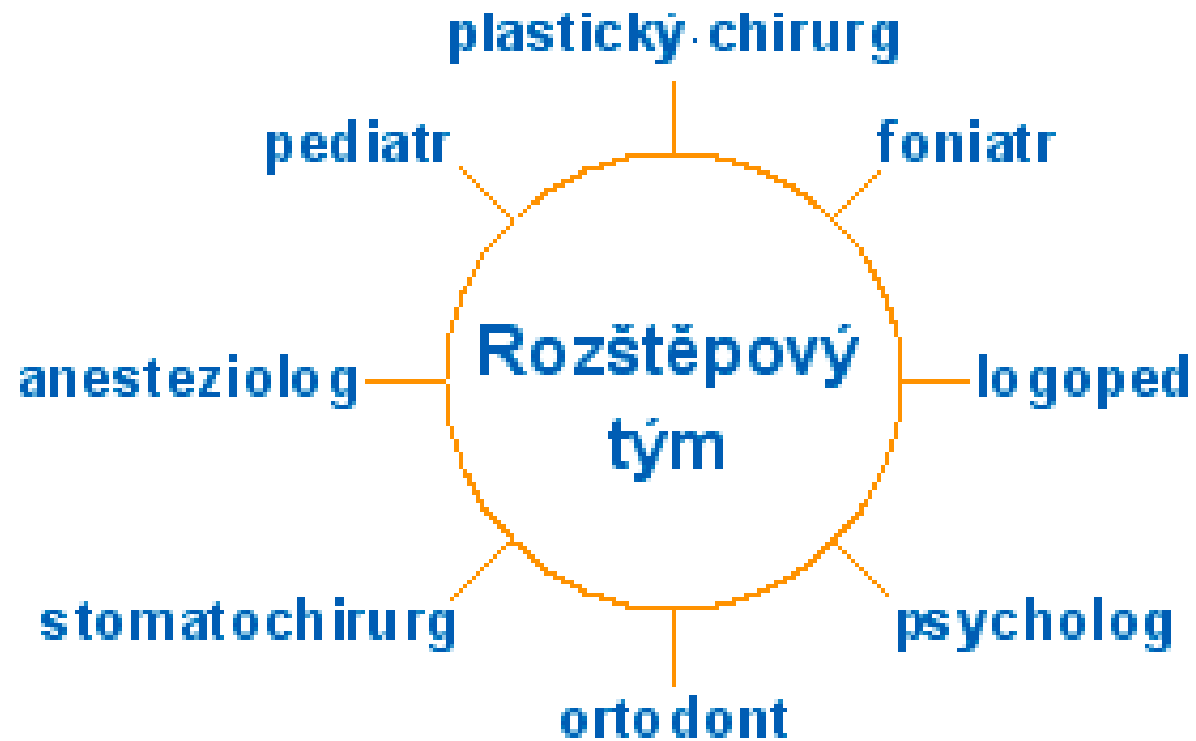 plastický chirurg
pediatr
foniatr
anesteziolog
Rozštěpový
tým
logoped
stomatochirurg
psycholog
ortodont